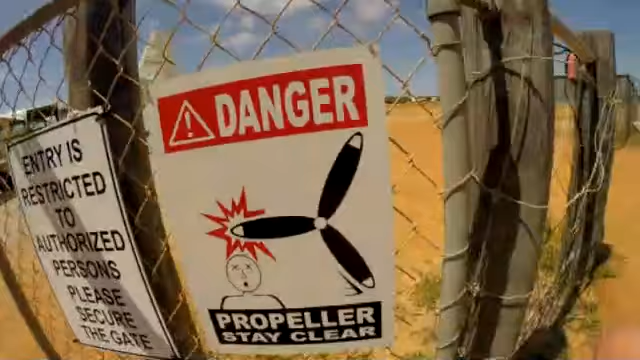 ENTRY IS
RESTRICTED
TO
AUTHORIZED
PERSONS
PLEASE
SECURE
THE GATE
DANGER
PROPELLER
STAY CLEAR